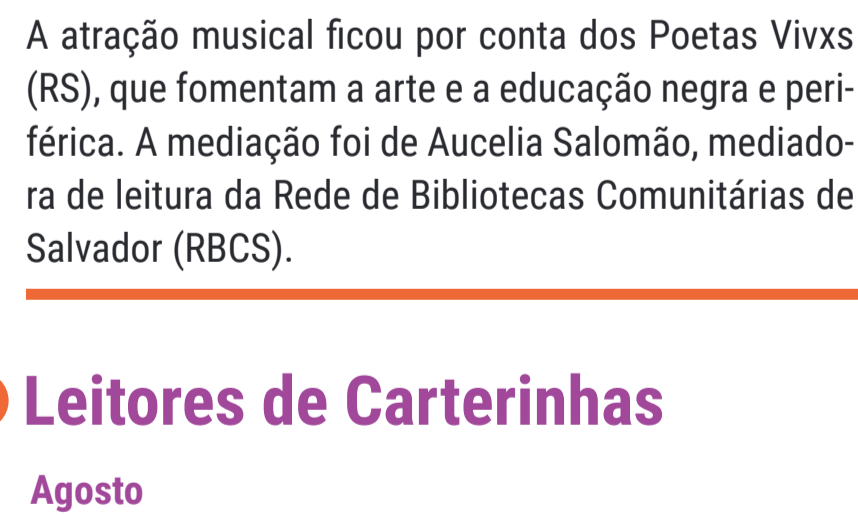 A atração musical ficou por conta dos Poetas Vivxs
(RS), que fomentam a arte e a educação negra e peri-
férica. A mediação foi de Aucelia Salomão, mediado-
ra de leitura da Rede de Bibliotecas Comunitárias de
Salvador (RBCS).
Leitores de Carterinhas
Agosto